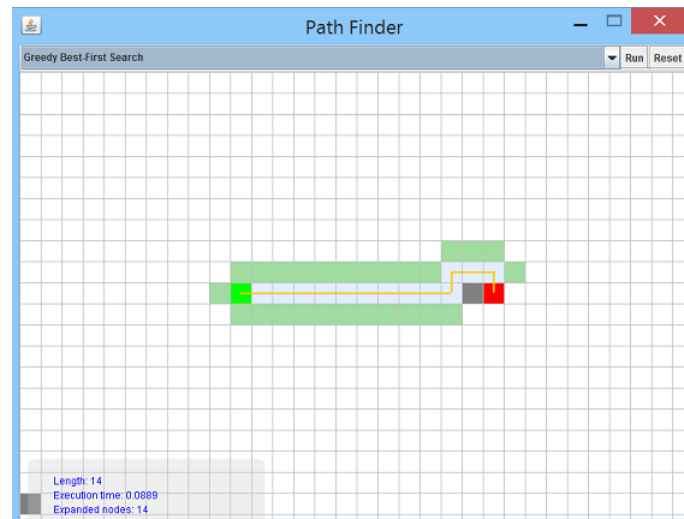 Path Finder
Greedy Best-First Search
Run Reset
Length: 14
Execution time: 0.0889
Expanded nodes: 14